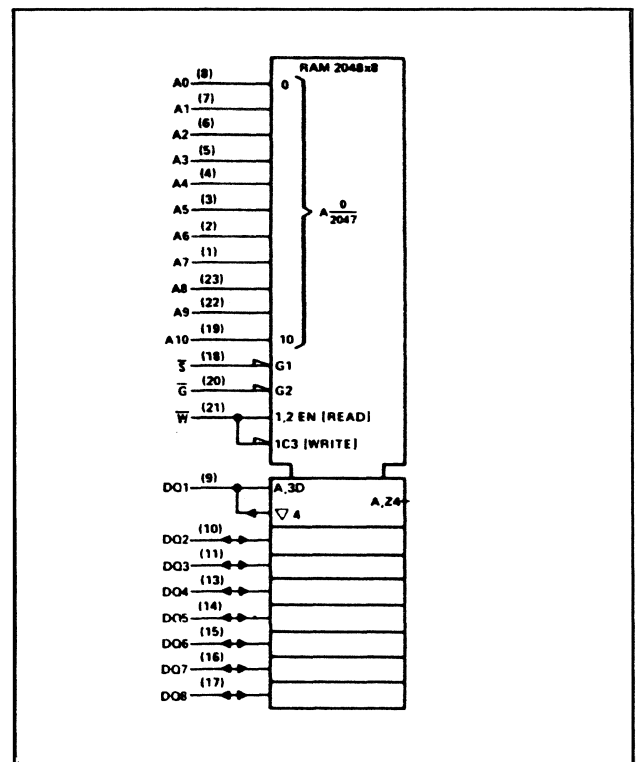 RAM 2048x8
A0 (8) 0
A1 (7)
A2 (6)
A3 (5)
A4 (4)
A5 (3) A 0/2047
A6 (2)
A7 (1)
A8 (23)
A9 (22)
A10 (19) 10
S̅ (18) G1
G̅ (20) G2
W̅ (21) 1,2 EN [READ]
1C3 [WRITE]
DQ1 (9) A,3D
A,Z4
▽ 4
DQ2 (10)
DQ3 (11)
DQ4 (13)
DQ5 (14)
DQ6 (15)
DQ7 (16)
DQ8 (17)